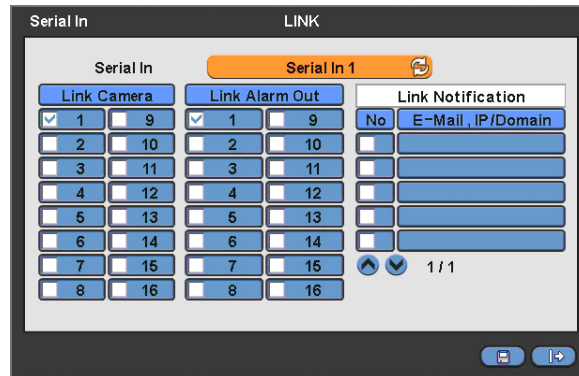 Serial In LINK
Serial In Serial In 1
Link Camera Link Alarm Out Link Notification
1 9 1 9 No E-Mail , IP/Domain
2 10 2 10
3 11 3 11
4 12 4 12
5 13 5 13
6 14 6 14
7 15 7 15 1 / 1
8 16 8 16